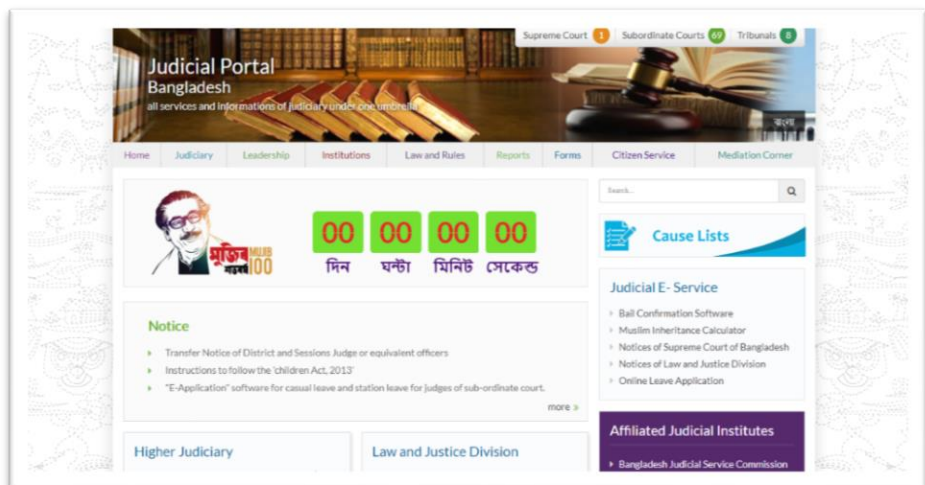 Supreme Court 1 Subordinate Courts 69 Tribunals 8
Judicial Portal
Bangladesh
all services and informations of judiciary under one umbrella
বাংলা
Home Judiciary Leadership Institutions Law and Rules Reports Forms Citizen Service Mediation Corner
Search...
মুজিব
শতবর্ষ
MUJIB
100
00 00 00 00
দিন ঘন্টা মিনিট সেকেন্ড
Cause Lists
Judicial E- Service
Bail Confirmation Software
Muslim Inheritance Calculator
Notices of Supreme Court of Bangladesh
Notices of Law and Justice Division
Online Leave Application
Notice
Transfer Notice of District and Sessions Judge or equivalent officers
Instructions to follow the 'children Act, 2013'
"E-Application" software for casual leave and station leave for judges of sub-ordinate court.
more »
Affiliated Judicial Institutes
Bangladesh Judicial Service Commission
Higher Judiciary
Law and Justice Division